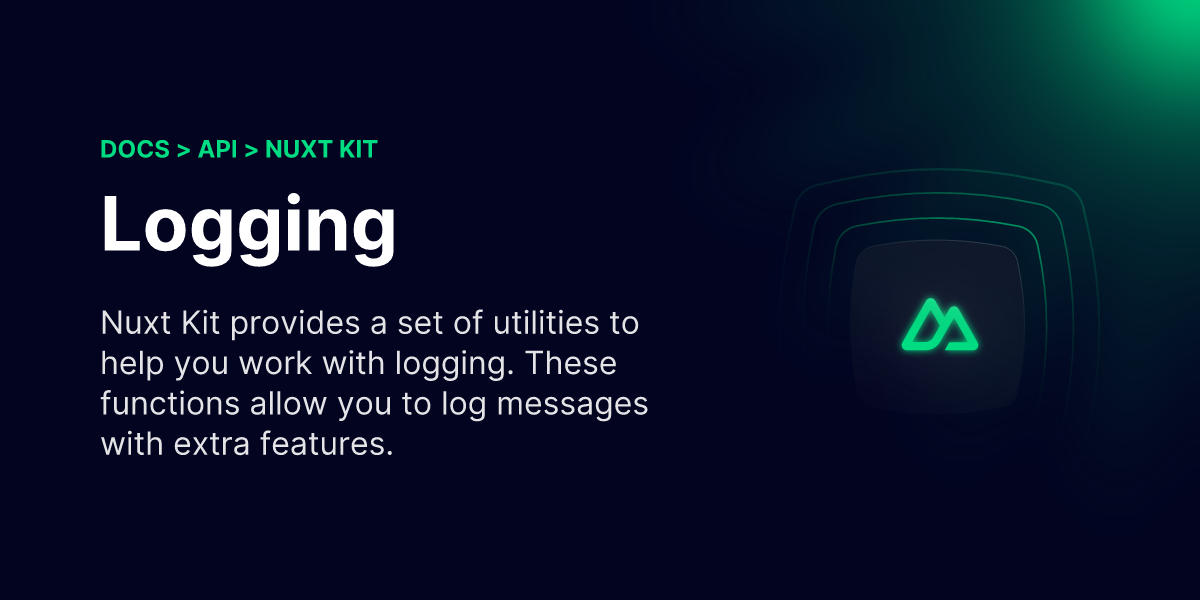 DOCS > API > NUXT KIT
Logging
Nuxt Kit provides a set of utilities to
help you work with logging. These
functions allow you to log messages
with extra features.